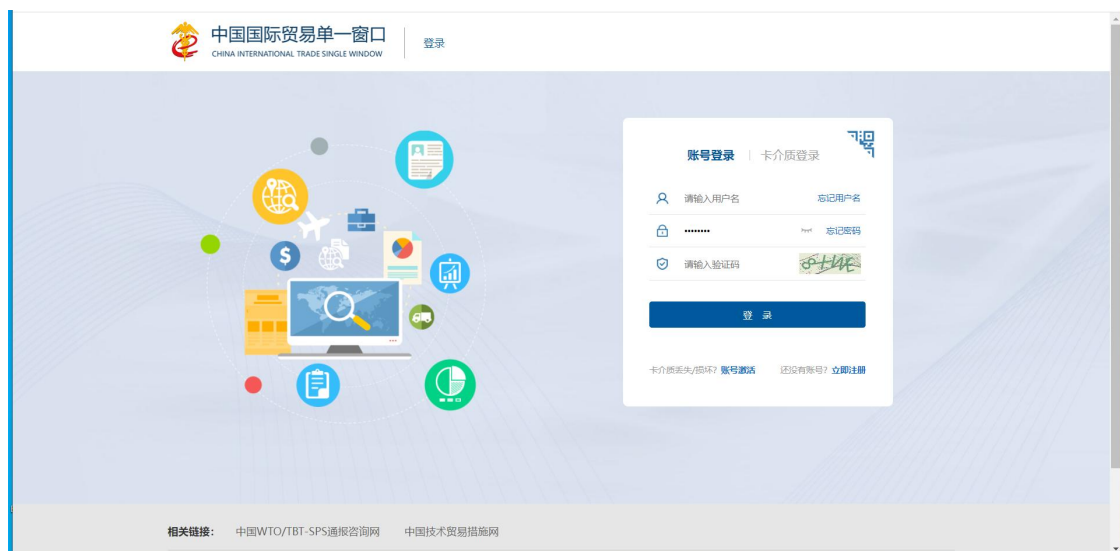 中国国际贸易单一窗口
CHINA INTERNATIONAL TRADE SINGLE WINDOW
登录
账号登录 卡介质登录
请输入用户名 忘记用户名
•••••••• 忘记密码
请输入验证码
登 录
卡介质丢失/损坏? 账号激活 还没有账号? 立即注册
相关链接: 中国WTO/TBT-SPS通报咨询网 中国技术贸易措施网